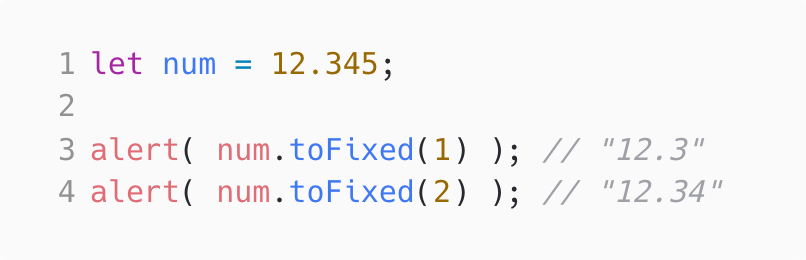 1 let num = 12.345;
2
3 alert( num.toFixed(1) ); // "12.3"
4 alert( num.toFixed(2) ); // "12.34"